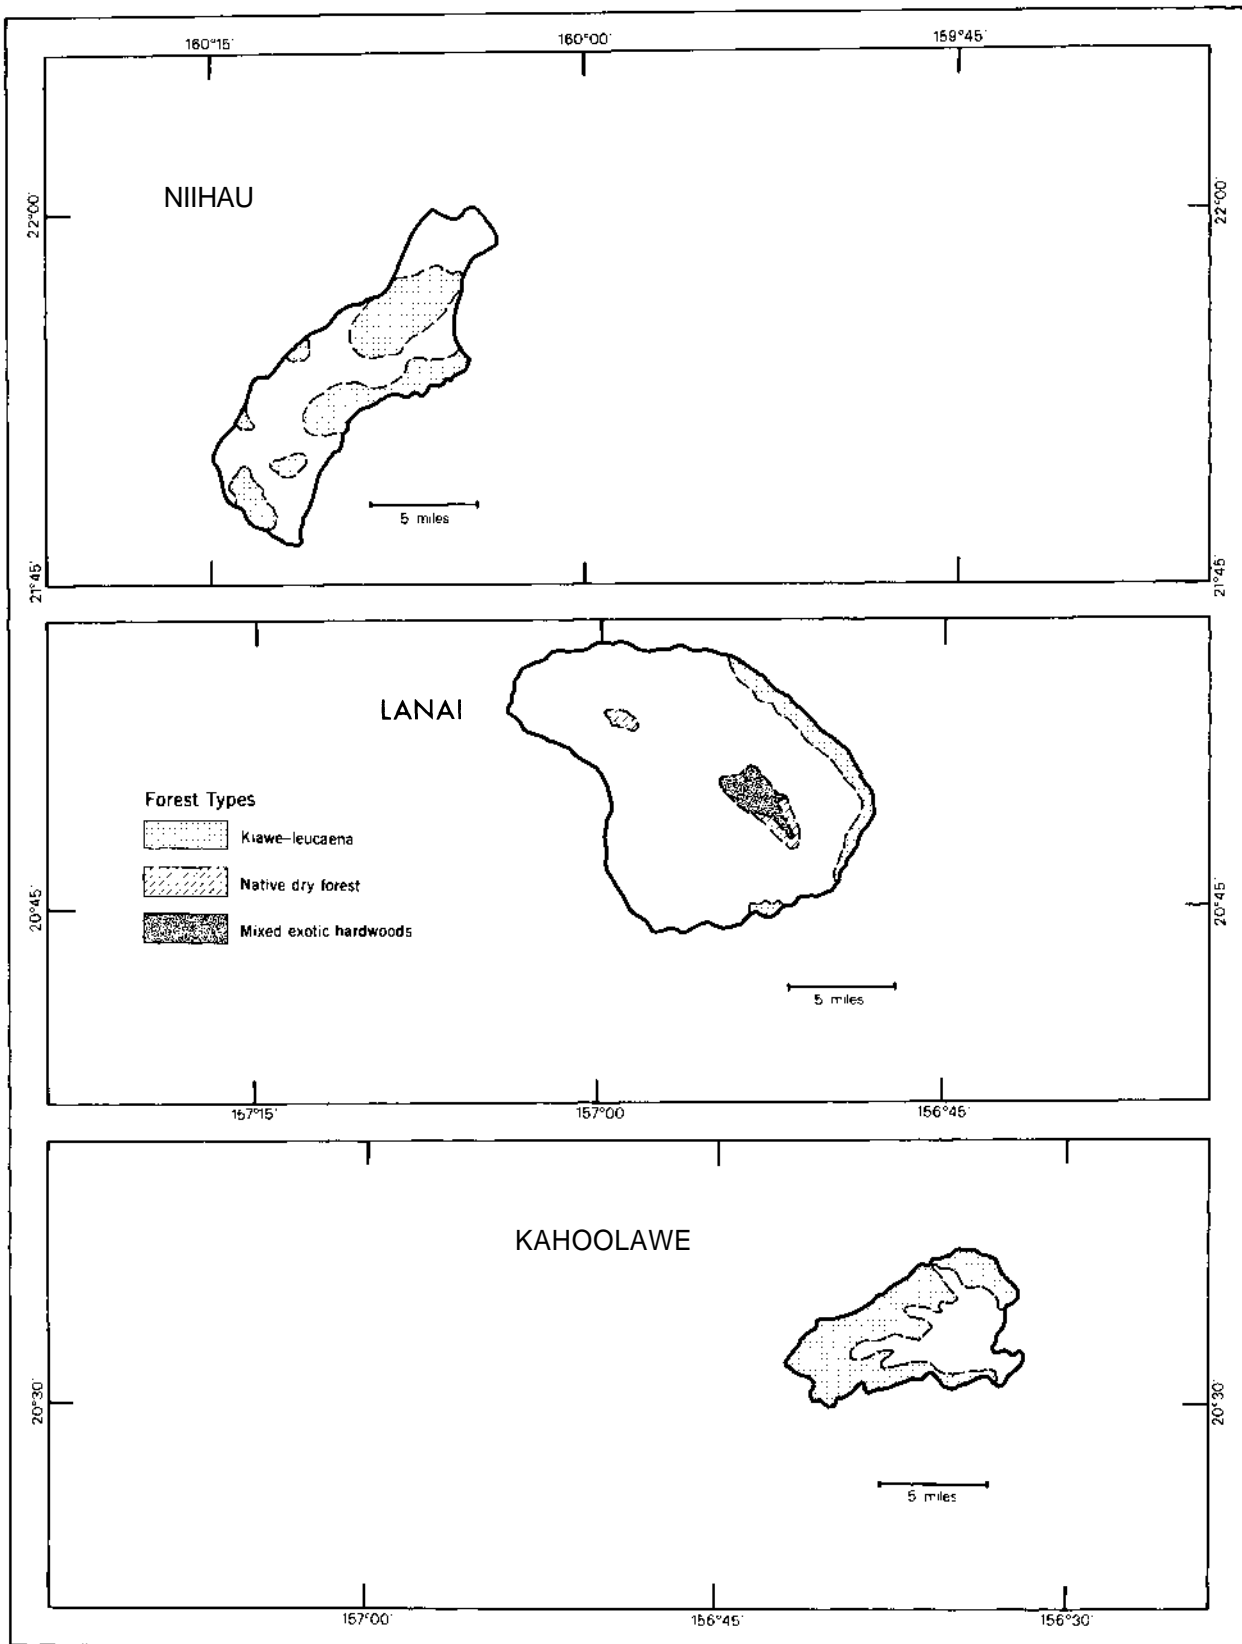 160°15'
160°00'
159°45'
NIIHAU
22°00'
22°00'
5 miles
21°45'
21°45'
LANAI
Forest Types
Kiawe–leucaena
Native dry forest
Mixed exotic hardwoods
20°45'
20°45'
5 miles
157°15'
157°00'
156°45'
KAHOOLAWE
20°30'
20°30'
5 miles
157°00'
156°45'
156°30'